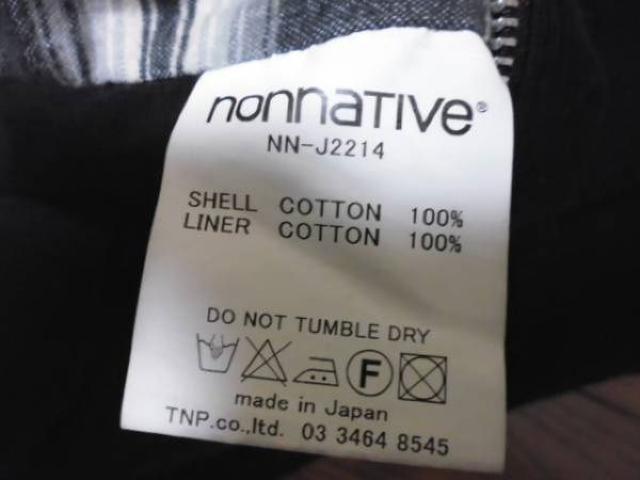 nonnative®
NN-J2214
SHELL COTTON 100%
LINER COTTON 100%
DO NOT TUMBLE DRY
F
made in Japan
TNP.co.,ltd. 03 3464 8545